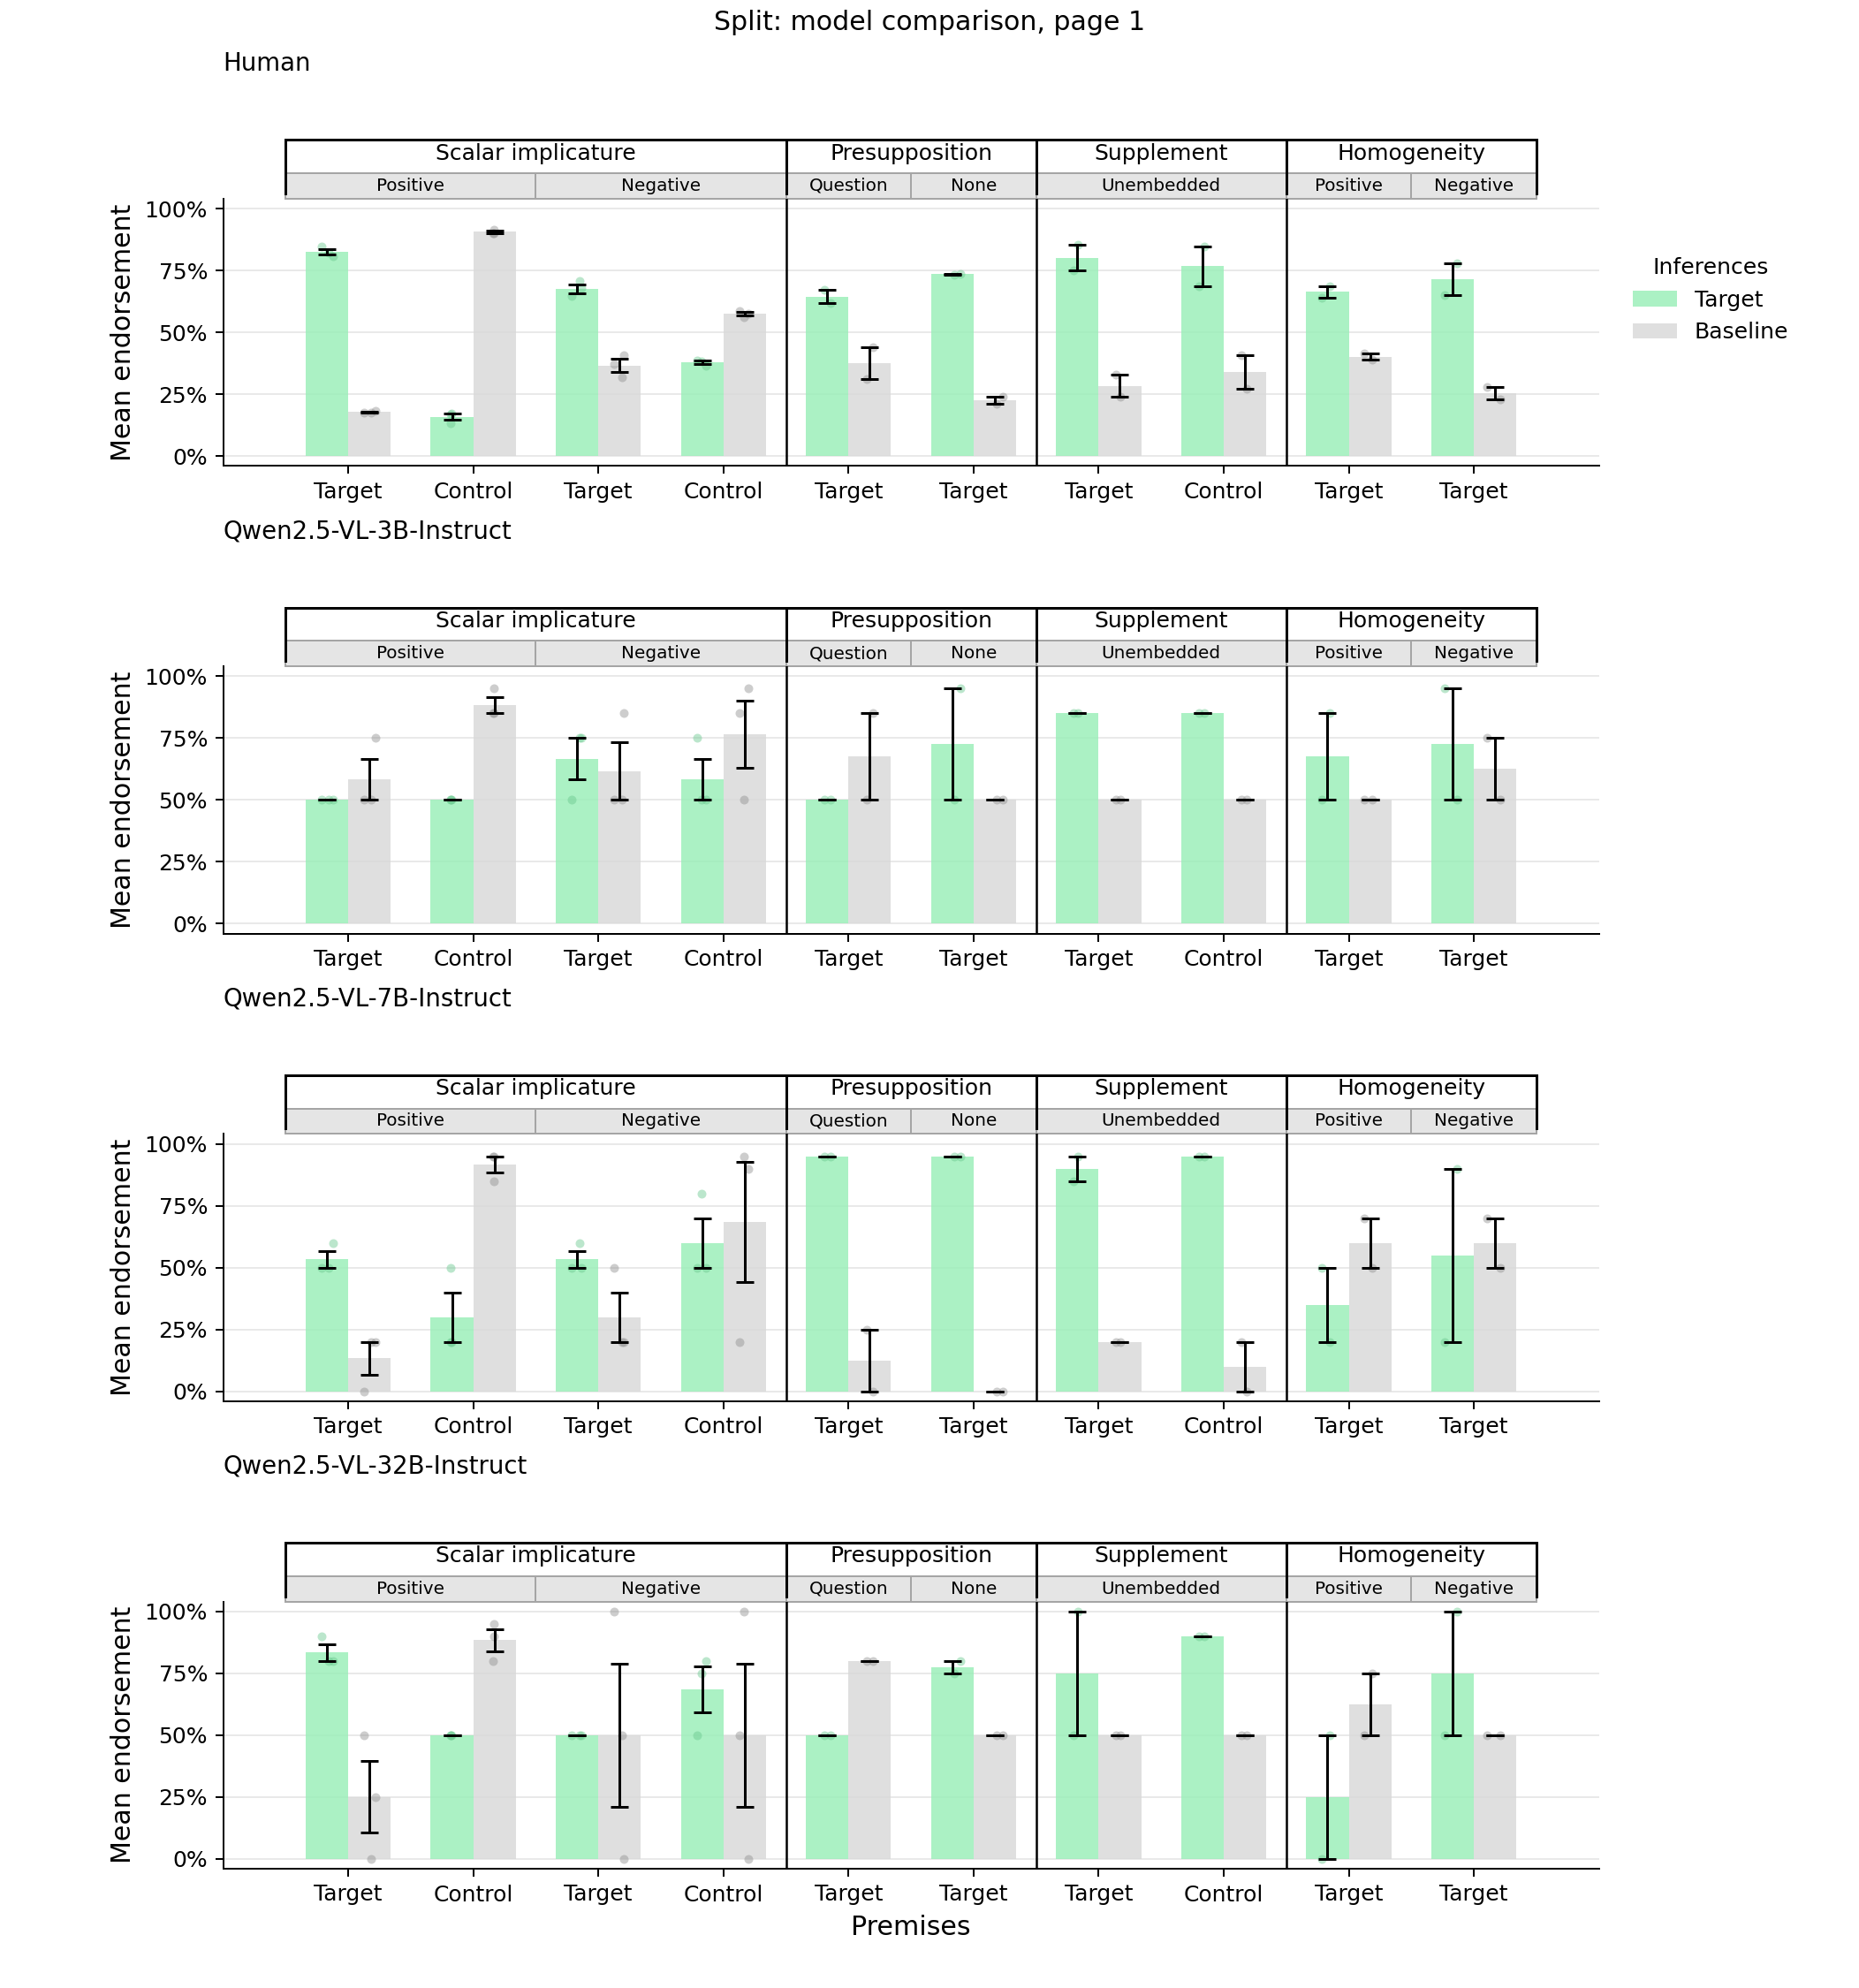 Split: model comparison, page 1
Human
Scalar implicature Presupposition Supplement Homogeneity
Positive Negative Question None Unembedded Positive Negative
Mean endorsement
100%
75%
50%
25%
0%
Target Control Target Control Target Target Target Control Target Target
Inferences
Target
Baseline
Qwen2.5-VL-3B-Instruct
Scalar implicature Presupposition Supplement Homogeneity
Positive Negative Question None Unembedded Positive Negative
Mean endorsement
100%
75%
50%
25%
0%
Target Control Target Control Target Target Target Control Target Target
Qwen2.5-VL-7B-Instruct
Scalar implicature Presupposition Supplement Homogeneity
Positive Negative Question None Unembedded Positive Negative
Mean endorsement
100%
75%
50%
25%
0%
Target Control Target Control Target Target Target Control Target Target
Qwen2.5-VL-32B-Instruct
Scalar implicature Presupposition Supplement Homogeneity
Positive Negative Question None Unembedded Positive Negative
Mean endorsement
100%
75%
50%
25%
0%
Target Control Target Control Target Target Target Control Target Target
Premises